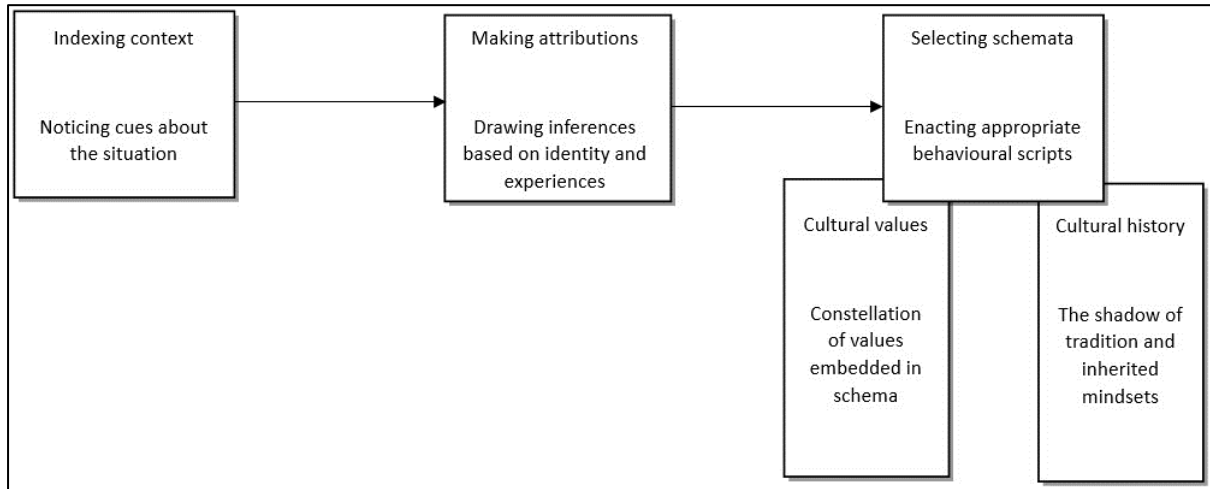 Indexing context
Noticing cues about
the situation
Making attributions
Drawing inferences
based on identity and
experiences
Selecting schemata
Enacting appropriate
behavioural scripts
Cultural values
Constellation
of values
embedded in
schema
Cultural history
The shadow of
tradition and
inherited
mindsets